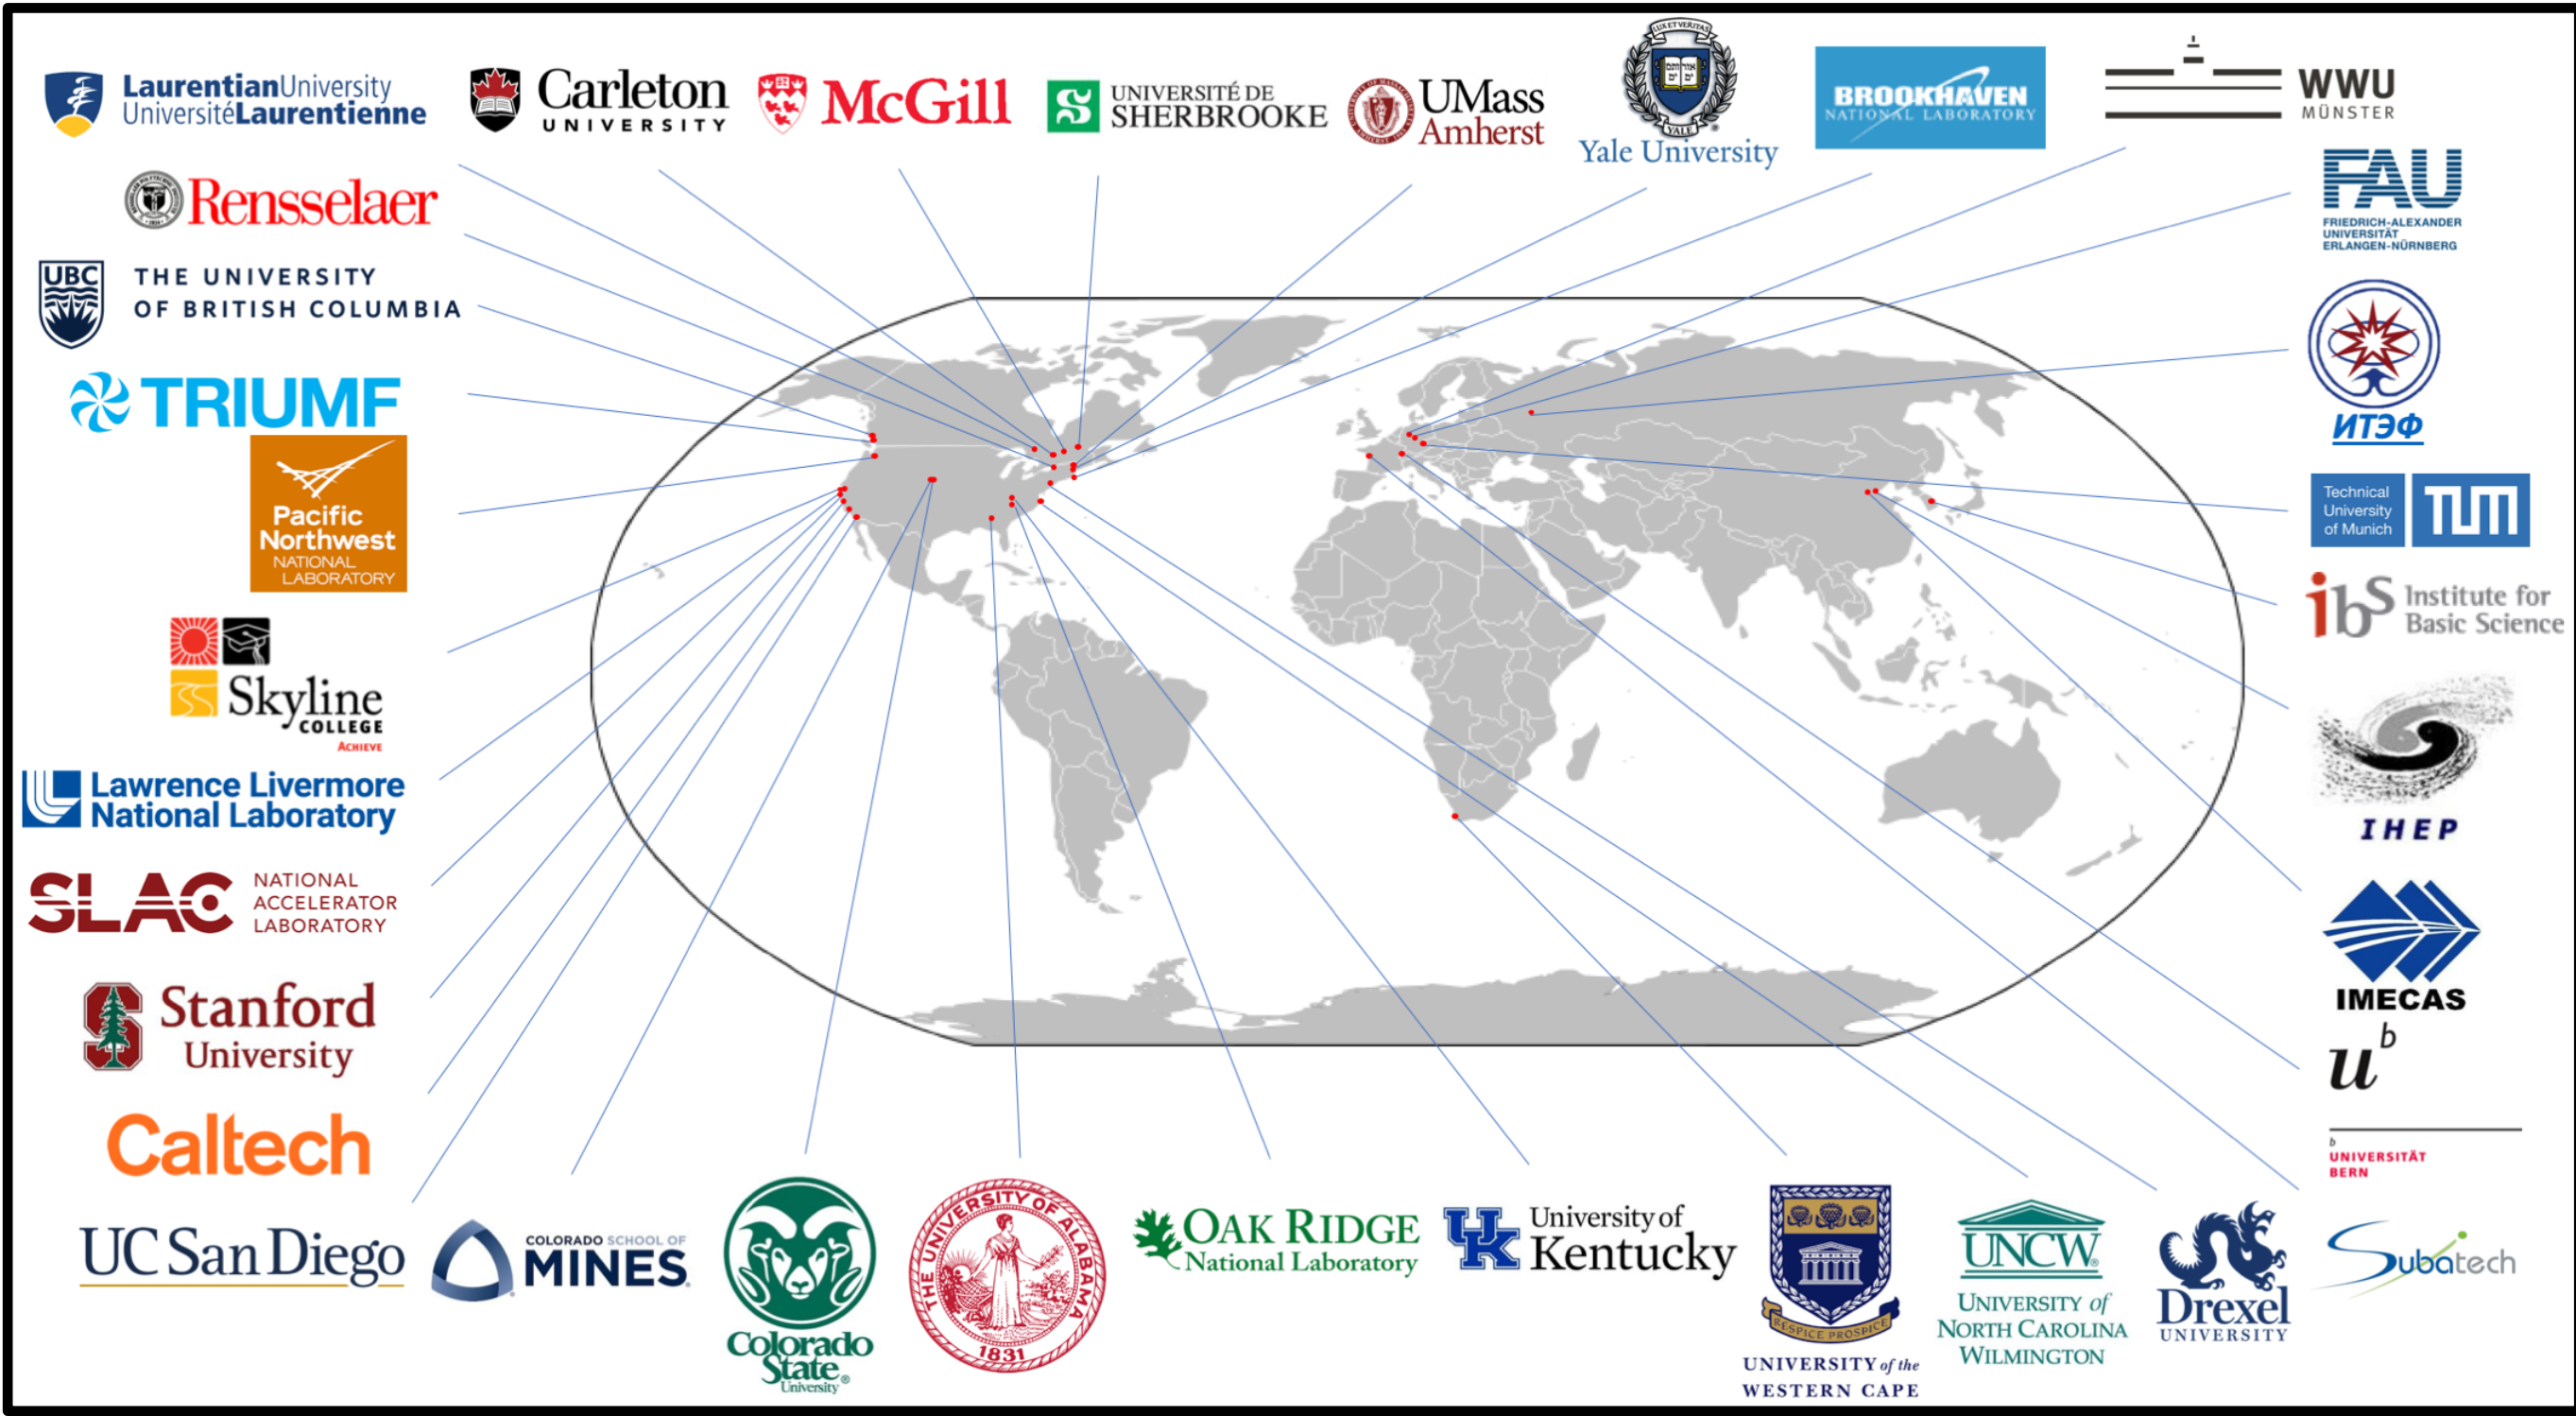 LaurentianUniversity
UniversitéLaurentienne
Carleton
UNIVERSITY
McGill
UNIVERSITÉ DE
SHERBROOKE
UMass
Amherst
LUX ET VERITAS
YALE
Yale University
BROOKHAVEN
NATIONAL LABORATORY
WWU
MÜNSTER
Rensselaer
UBC
THE UNIVERSITY
OF BRITISH COLUMBIA
TRIUMF
Pacific
Northwest
NATIONAL
LABORATORY
Skyline
COLLEGE
ACHIEVE
Lawrence Livermore
National Laboratory
SLAC
NATIONAL
ACCELERATOR
LABORATORY
Stanford
University
Caltech
UC San Diego
COLORADO SCHOOL OF
MINES
Colorado
State
University
THE UNIVERSITY OF ALABAMA
1831
OAK RIDGE
National Laboratory
UK
University of
Kentucky
RESPICE PROSPICE
UNIVERSITY of the
WESTERN CAPE
UNCW
UNIVERSITY of
NORTH CAROLINA
WILMINGTON
Drexel
UNIVERSITY
Subatech
FAU
FRIEDRICH-ALEXANDER
UNIVERSITÄT
ERLANGEN-NÜRNBERG
ИТЭФ
Technical
University
of Munich
TUM
ibs
Institute for
Basic Science
IHEP
IMECAS
u
b
b
UNIVERSITÄT
BERN